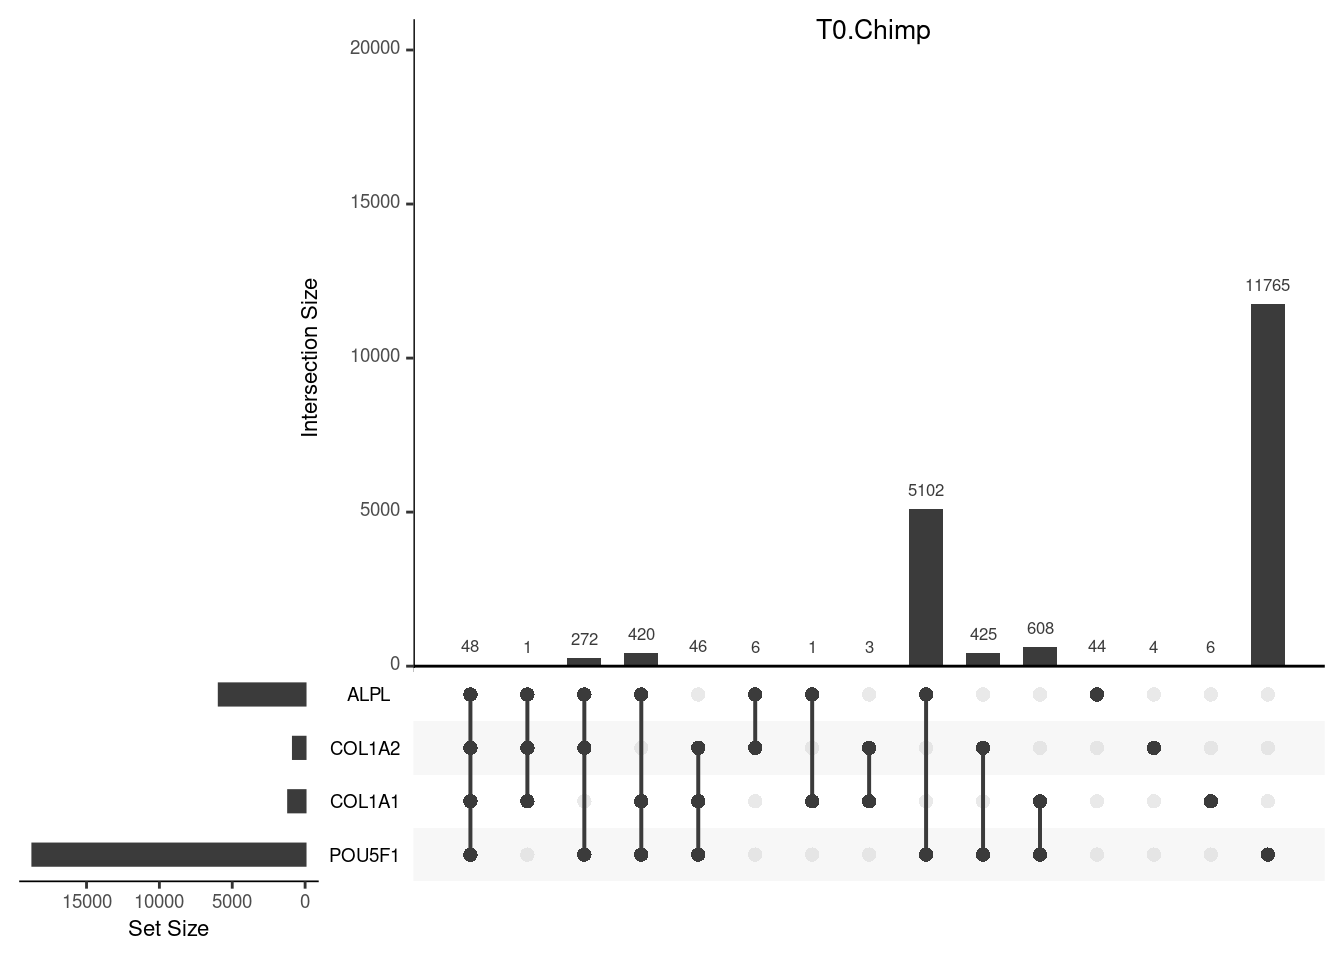 T0.Chimp
20000
15000
10000
5000
0
Intersection Size
48 1 272 420 46 6 1 3 5102 425 608 44 4 6 11765
ALPL
COL1A2
COL1A1
POU5F1
15000 10000 5000 0
Set Size